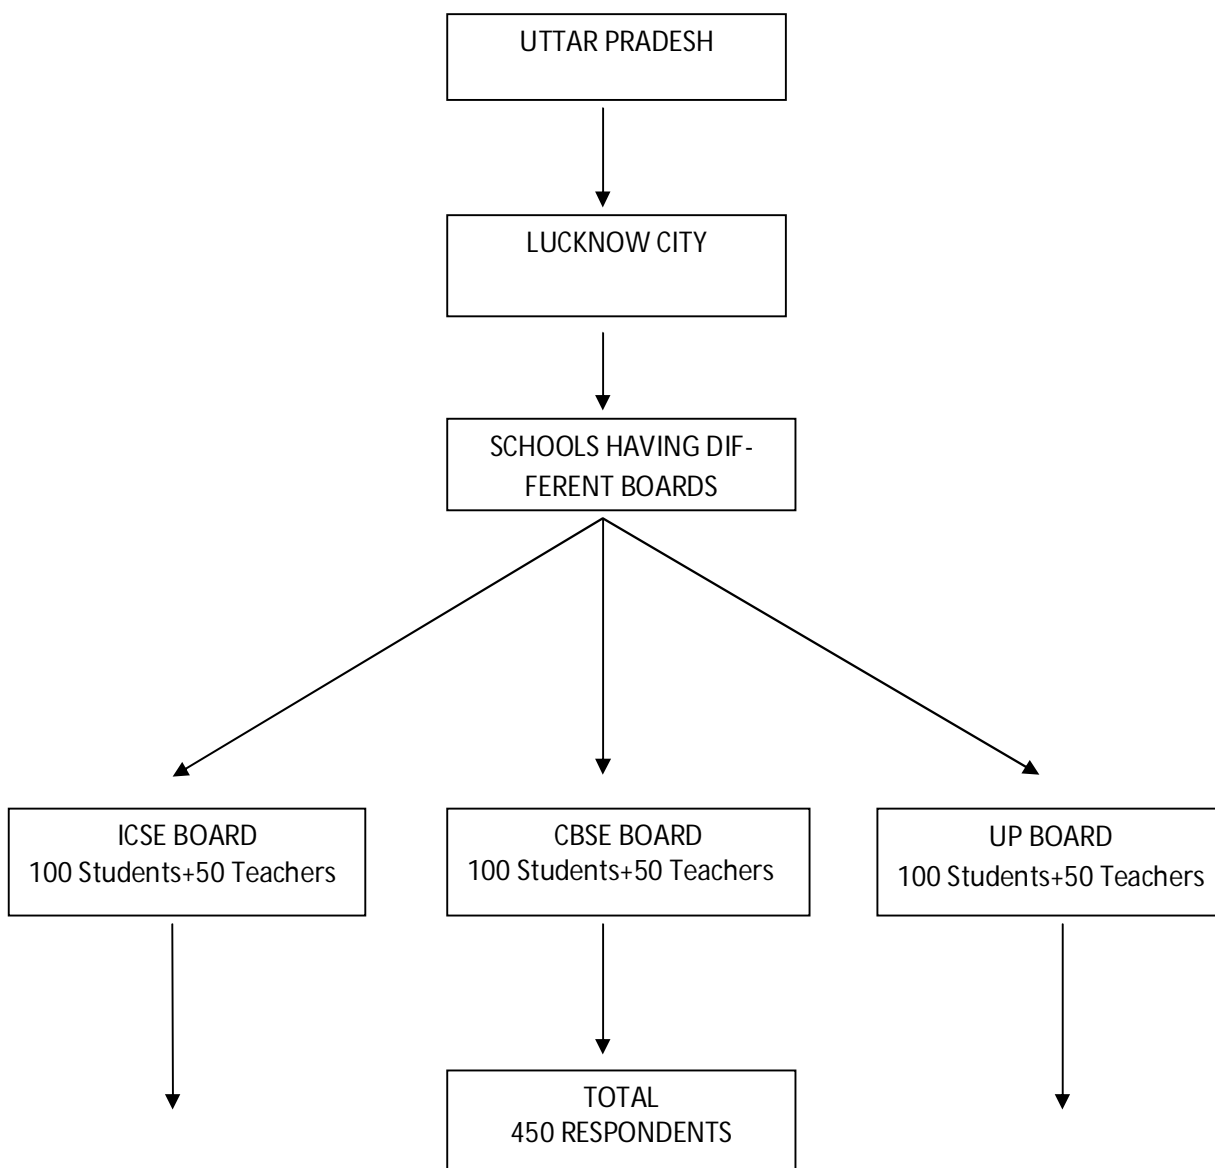 UTTAR PRADESH
LUCKNOW CITY
SCHOOLS HAVING DIF-
FERENT BOARDS
ICSE BOARD
100 Students+50 Teachers
CBSE BOARD
100 Students+50 Teachers
UP BOARD
100 Students+50 Teachers
TOTAL
450 RESPONDENTS